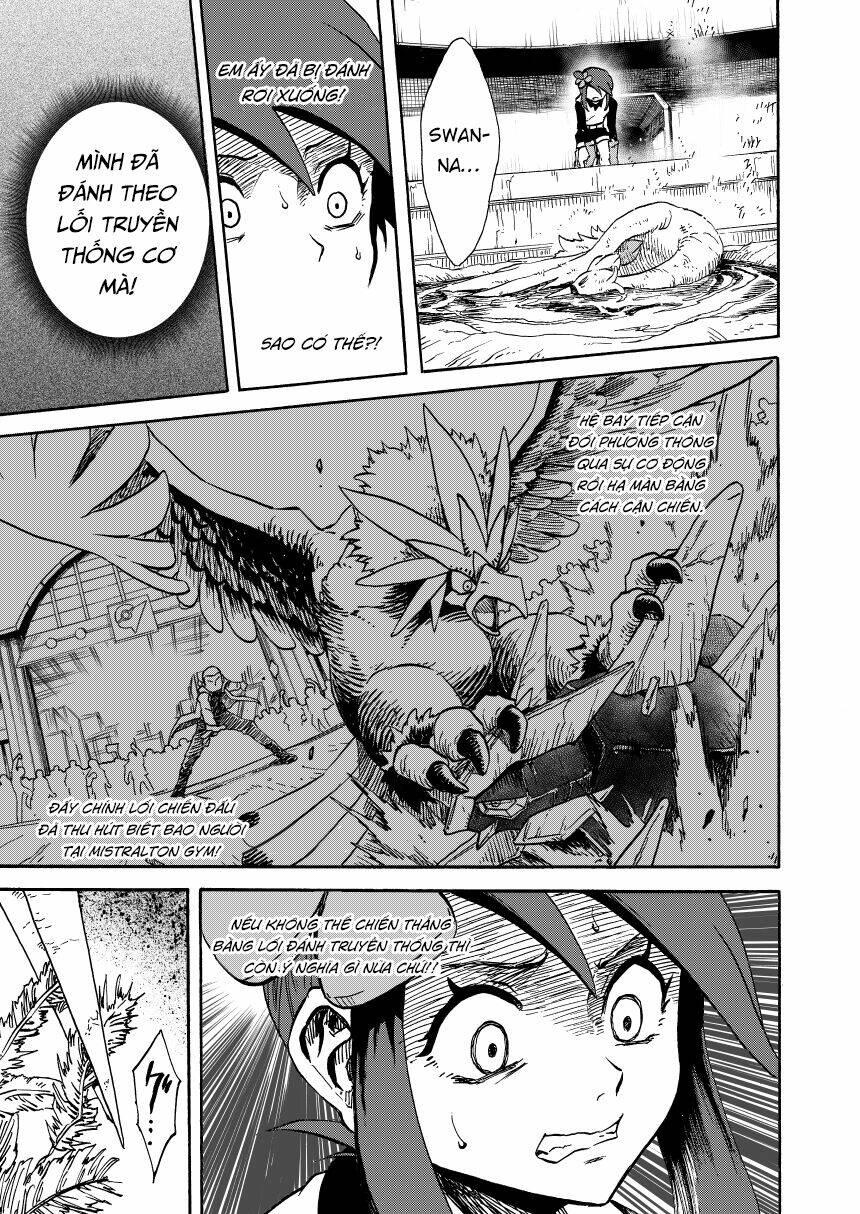 SWAN-
NA...
EM ẤY ĐÃ BỊ ĐÁNH
RƠI XUỐNG!
SAO CÓ THẾ?!
MÌNH ĐÃ
ĐÁNH THEO
LỐI TRUYỀN
THỐNG CƠ
MÀ!
HỆ BAY TIẾP CẬN
ĐỐI PHƯƠNG THÔNG
QUA SỰ CƠ ĐỘNG
RỒI HẠ MÀN BẰNG
CÁCH CẬN CHIẾN.
ĐÂY CHÍNH LỐI CHIẾN ĐẤU
ĐÃ THU HÚT BIẾT BAO NGƯỜI
TẠI MISTRALTON GYM!
NẾU KHÔNG THỂ CHIẾN THẮNG
BẰNG LỐI ĐÁNH TRUYỀN THỐNG THÌ
CÒN Ý NGHĨA GÌ NỮA CHỨ!!